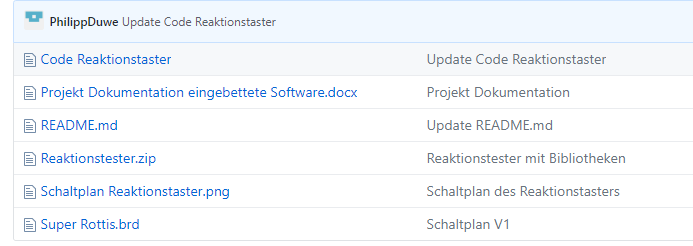 PhilippDuwe Update Code Reaktionstaster
Code Reaktionstaster Update Code Reaktionstaster
Projekt Dokumentation eingebettete Software.docx Projekt Dokumentation
README.md Update README.md
Reaktionstester.zip Reaktionstester mit Bibliotheken
Schaltplan Reaktionstaster.png Schaltplan des Reaktionstasters
Super Rottis.brd Schaltplan V1